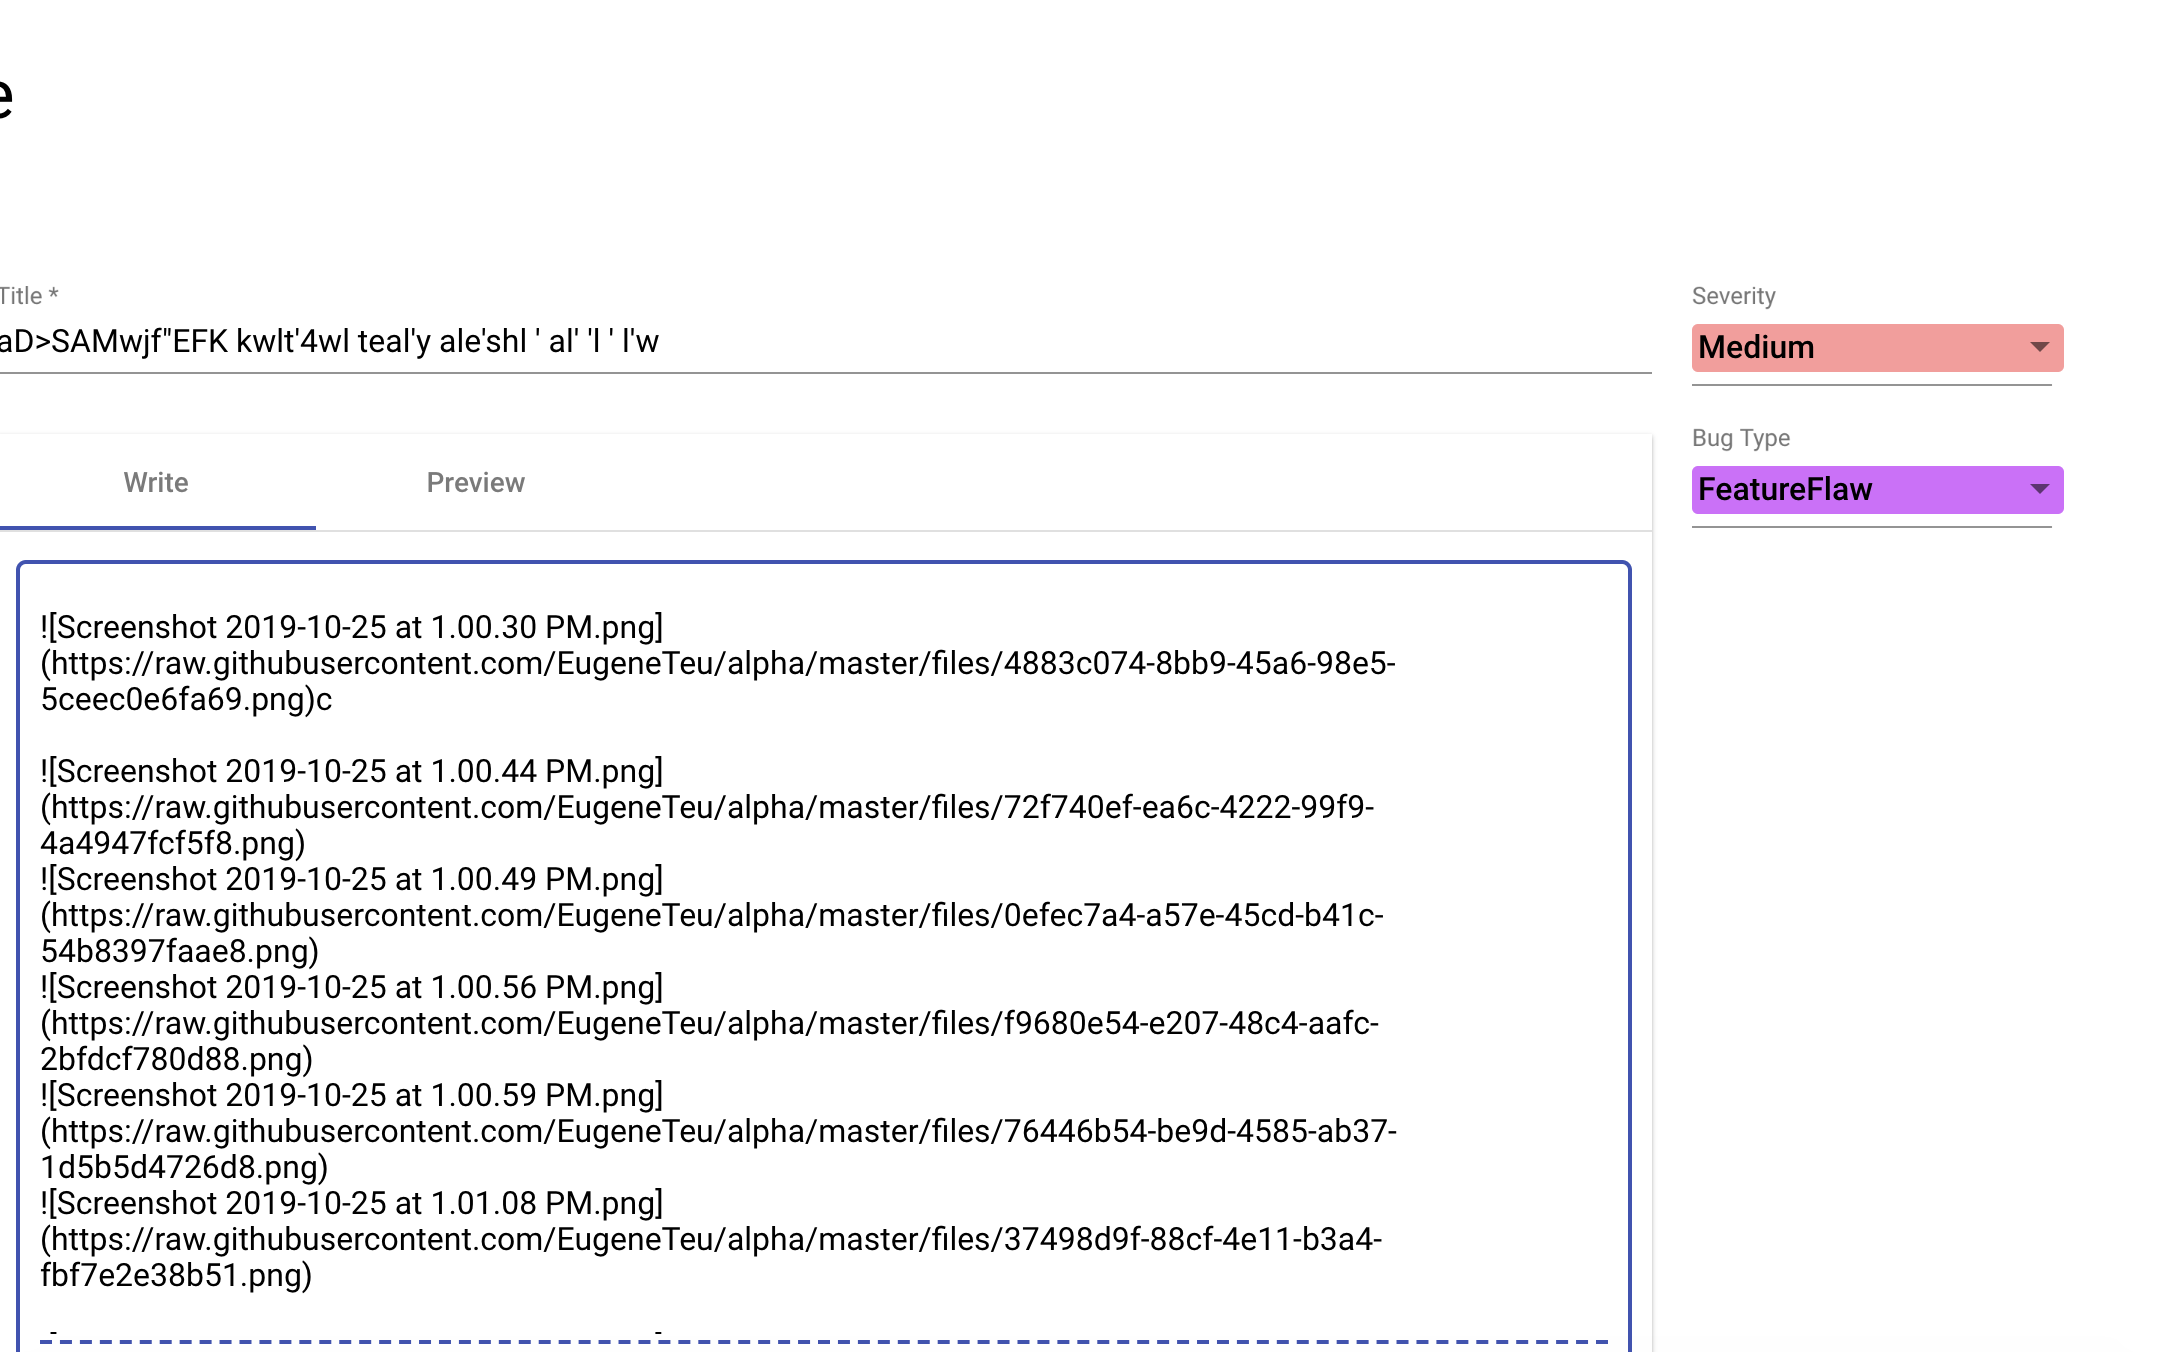 e
Title *
aD>SAMwjf"EFK kwlt'4wl teal'y ale'shl ' al' 'l ' l'w
Severity
Medium
Bug Type
FeatureFlaw
Write
Preview
![Screenshot 2019-10-25 at 1.00.30 PM.png]
(https://raw.githubusercontent.com/EugeneTeu/alpha/master/files/4883c074-8bb9-45a6-98e5-
5ceec0e6fa69.png)c
![Screenshot 2019-10-25 at 1.00.44 PM.png]
(https://raw.githubusercontent.com/EugeneTeu/alpha/master/files/72f740ef-ea6c-4222-99f9-
4a4947fcf5f8.png)
![Screenshot 2019-10-25 at 1.00.49 PM.png]
(https://raw.githubusercontent.com/EugeneTeu/alpha/master/files/0efec7a4-a57e-45cd-b41c-
54b8397faae8.png)
![Screenshot 2019-10-25 at 1.00.56 PM.png]
(https://raw.githubusercontent.com/EugeneTeu/alpha/master/files/f9680e54-e207-48c4-aafc-
2bfdcf780d88.png)
![Screenshot 2019-10-25 at 1.00.59 PM.png]
(https://raw.githubusercontent.com/EugeneTeu/alpha/master/files/76446b54-be9d-4585-ab37-
1d5b5d4726d8.png)
![Screenshot 2019-10-25 at 1.01.08 PM.png]
(https://raw.githubusercontent.com/EugeneTeu/alpha/master/files/37498d9f-88cf-4e11-b3a4-
fbf7e2e38b51.png)